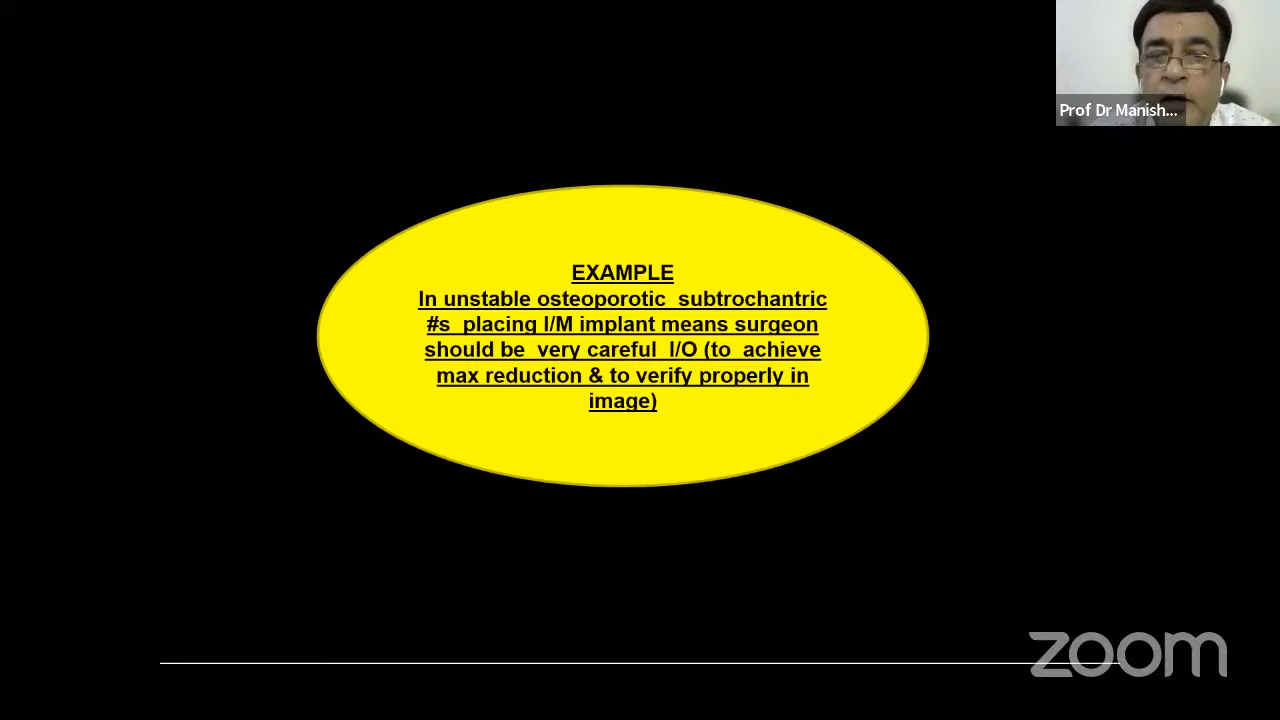 Prof Dr Manish...
EXAMPLE
In unstable osteoporotic subtrochantric
#s placing I/M implant means surgeon
should be very careful I/O (to achieve
max reduction & to verify properly in
image)
zoom